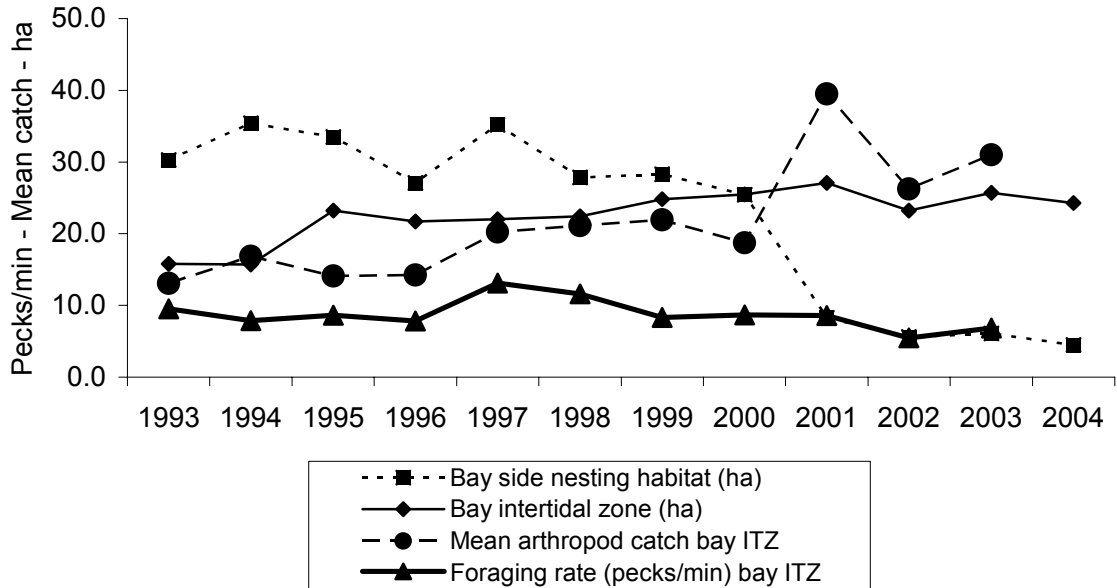 Pecks/min - Mean catch - ha
50.0
40.0
30.0
20.0
10.0
0.0
1993 1994 1995 1996 1997 1998 1999 2000 2001 2002 2003 2004
Bay side nesting habitat (ha)
Bay intertidal zone (ha)
Mean arthropod catch bay ITZ
Foraging rate (pecks/min) bay ITZ